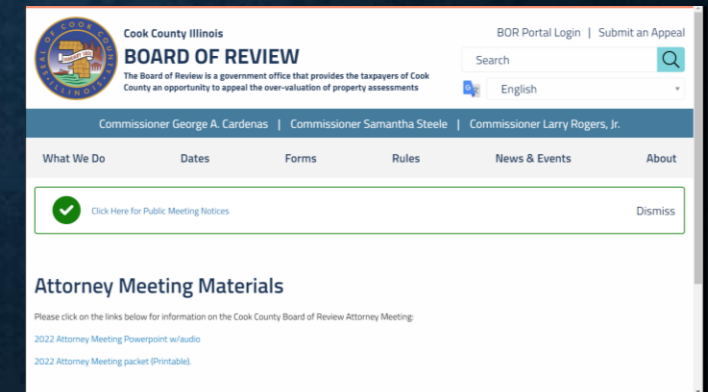 Cook County Illinois
BOARD OF REVIEW
The Board of Review is a government office that provides the taxpayers of Cook
County an opportunity to appeal the over-valuation of property assessments
BOR Portal Login | Submit an Appeal
Search
English
Commissioner George A. Cardenas | Commissioner Samantha Steele | Commissioner Larry Rogers, Jr.
What We Do Dates Forms Rules News & Events About
Click Here for Public Meeting Notices Dismiss
Attorney Meeting Materials
Please click on the links below for information on the Cook County Board of Review Attorney Meeting:
2022 Attorney Meeting Powerpoint w/audio
2022 Attorney Meeting packet (Printable).